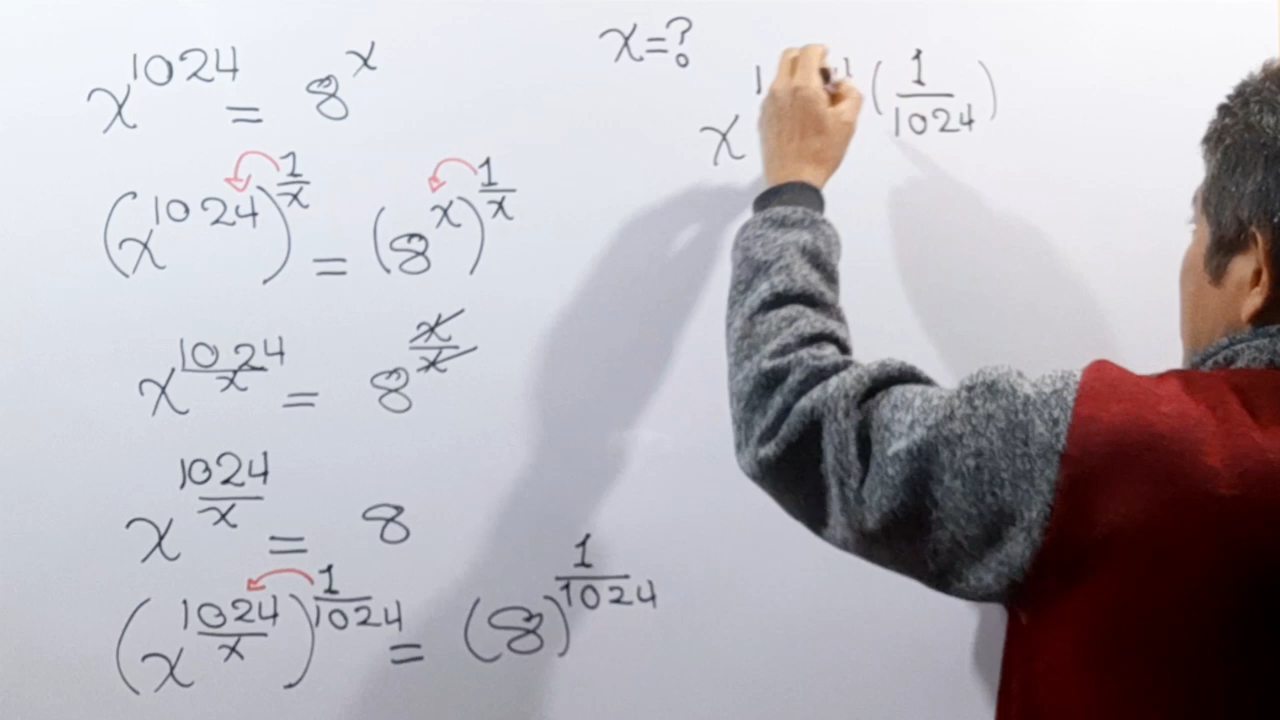 x^1024 = 8^x
(x^1024)^(1/x) = (8^x)^(1/x)
x^(1024/x) = 8^(x/x)
x^(1024/x) = 8
(x^(1024/x))^(1/1024) = (8)^(1/1024)
x=?
x (1/1024)